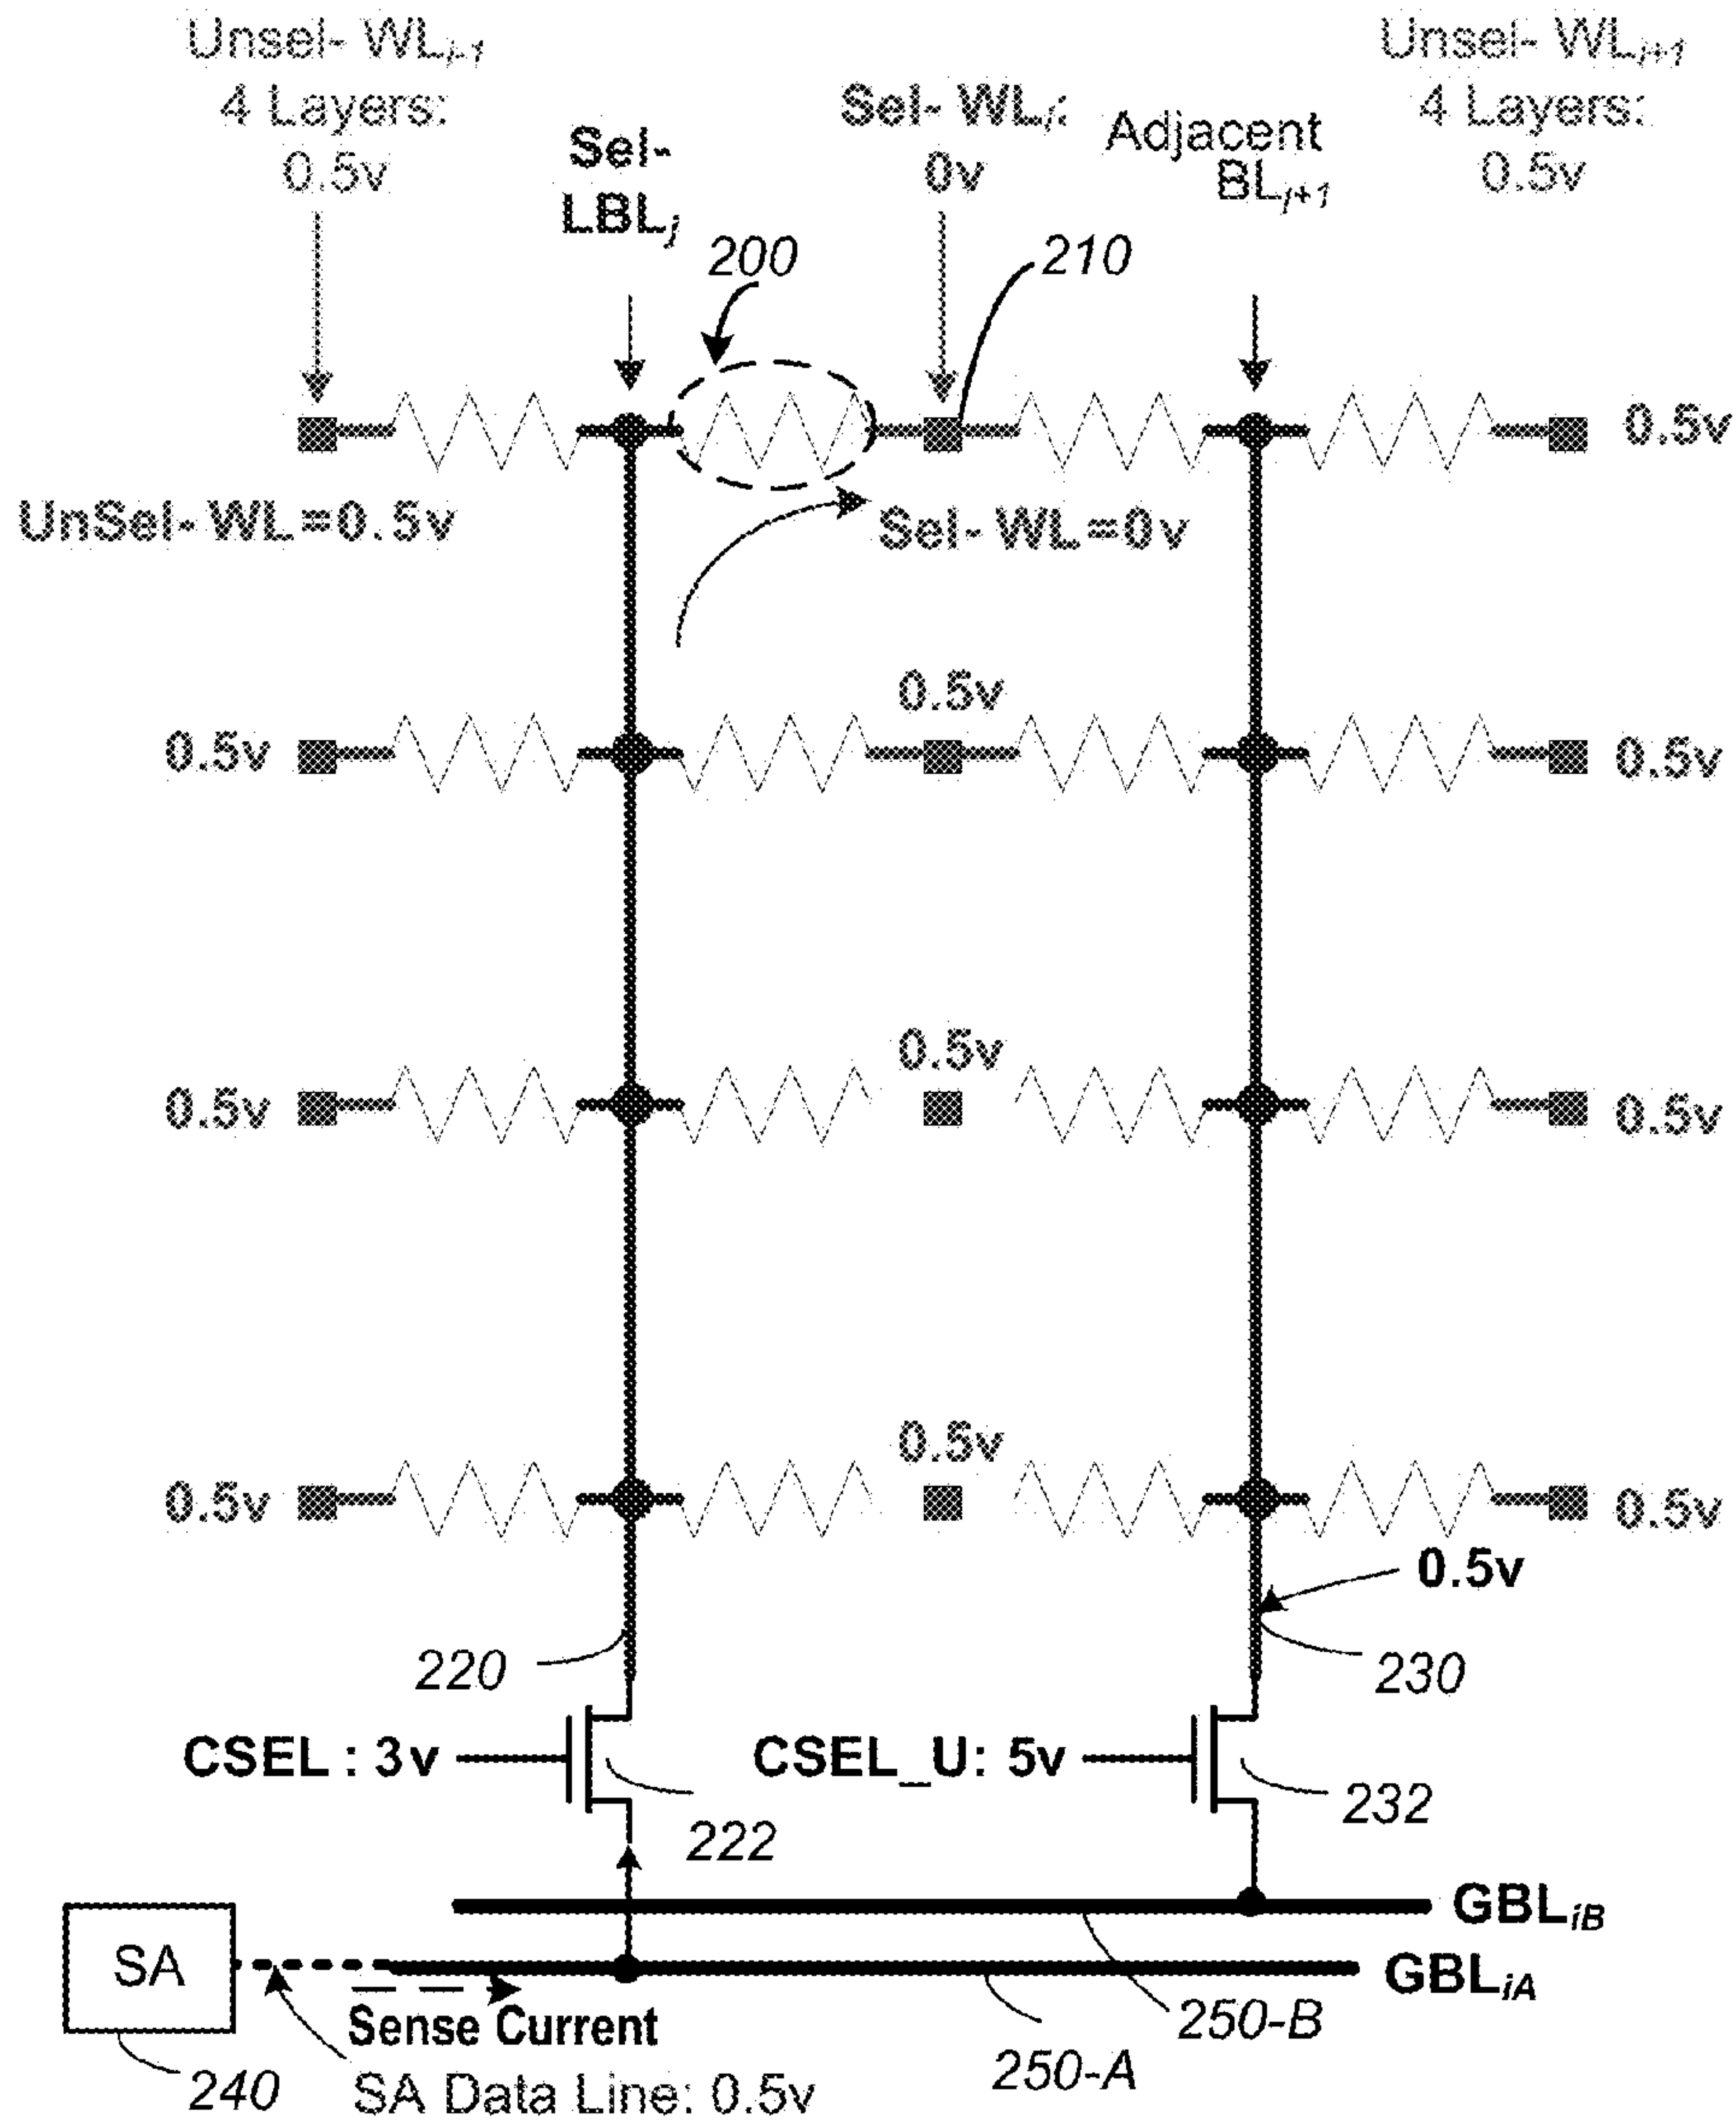 Unsel- WLj-1
4 Layers:
0.5v
Sel-
LBLj
Sel- WLj:
0v
Adjacent
BLj+1
Unsel- WLj+1
4 Layers:
0.5v
200
210
0.5v
UnSel- WL=0.5v
Sel- WL=0v
0.5v
0.5v
0.5v
0.5v
0.5v
0.5v
0.5v
0.5v
0.5v
0.5v
220
230
CSEL : 3v
CSEL_U: 5v
222
232
GBLiB
SA
GBLiA
Sense Current
250-B
240
SA Data Line: 0.5v
250-A